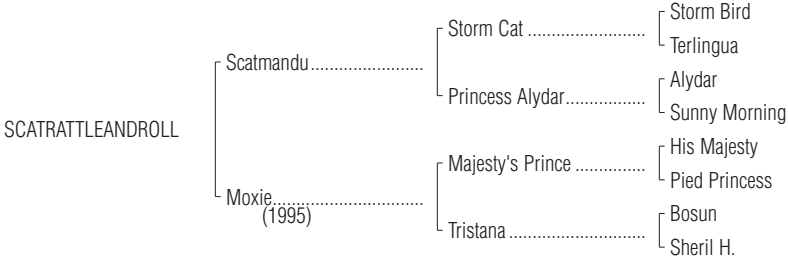 Storm Bird
Storm Cat ........................
Terlingua
Scatmandu.......................
Alydar
Princess Alydar................
Sunny Morning
SCATRATTLEANDROLL
His Majesty
Majesty's Prince ..............
Pied Princess
Moxie...............................
(1995)
Bosun
Tristana ...........................
Sheril H.